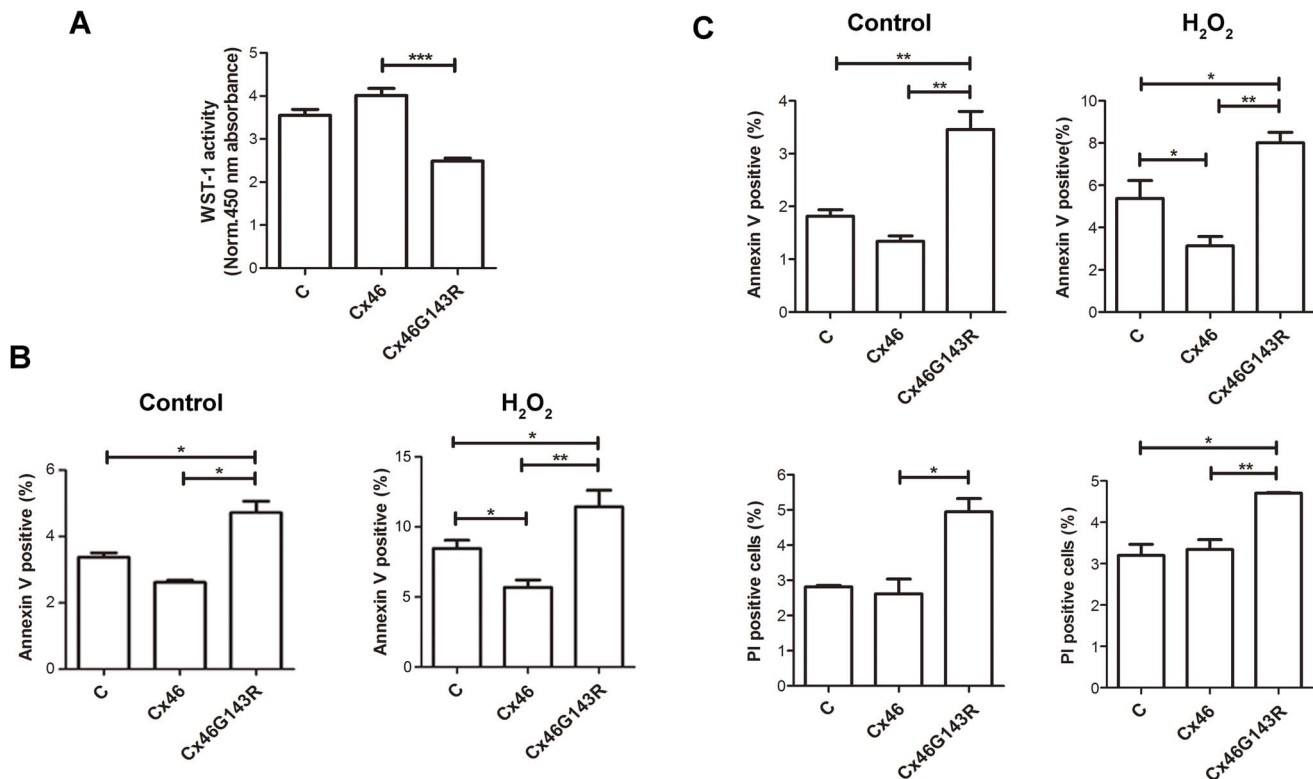 A
WST-1 activity
(Norm.450 nm absorbance)
5
4
3
2
1
0
***
C
Cx46
Cx46G143R
B
Control
Annexin V positive (%)
6
4
2
0
*
*
C
Cx46
Cx46G143R
H₂O₂
Annexin V positive (%)
15
10
5
0
*
**
*
C
Cx46
Cx46G143R
C
Control
Annexin V positive (%)
4
3
2
1
0
**
**
C
Cx46
Cx46G143R
H₂O₂
Annexin V positive(%)
10
8
6
4
2
0
*
**
*
C
Cx46
Cx46G143R
PI positive cells (%)
6
5
4
3
2
1
0
*
C
Cx46
Cx46G143R
PI positive cells (%)
5
4
3
2
1
0
*
**
C
Cx46
Cx46G143R